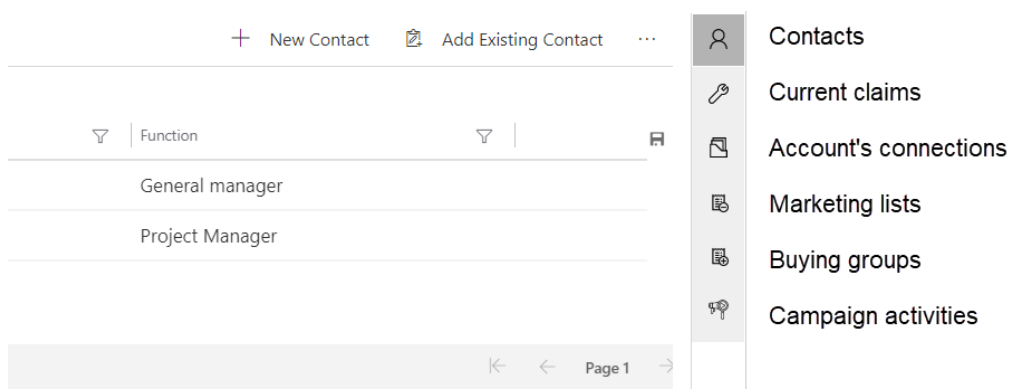 New Contact Add Existing Contact ...
Function
General manager
Project Manager
Page 1
Contacts
Current claims
Account's connections
Marketing lists
Buying groups
Campaign activities